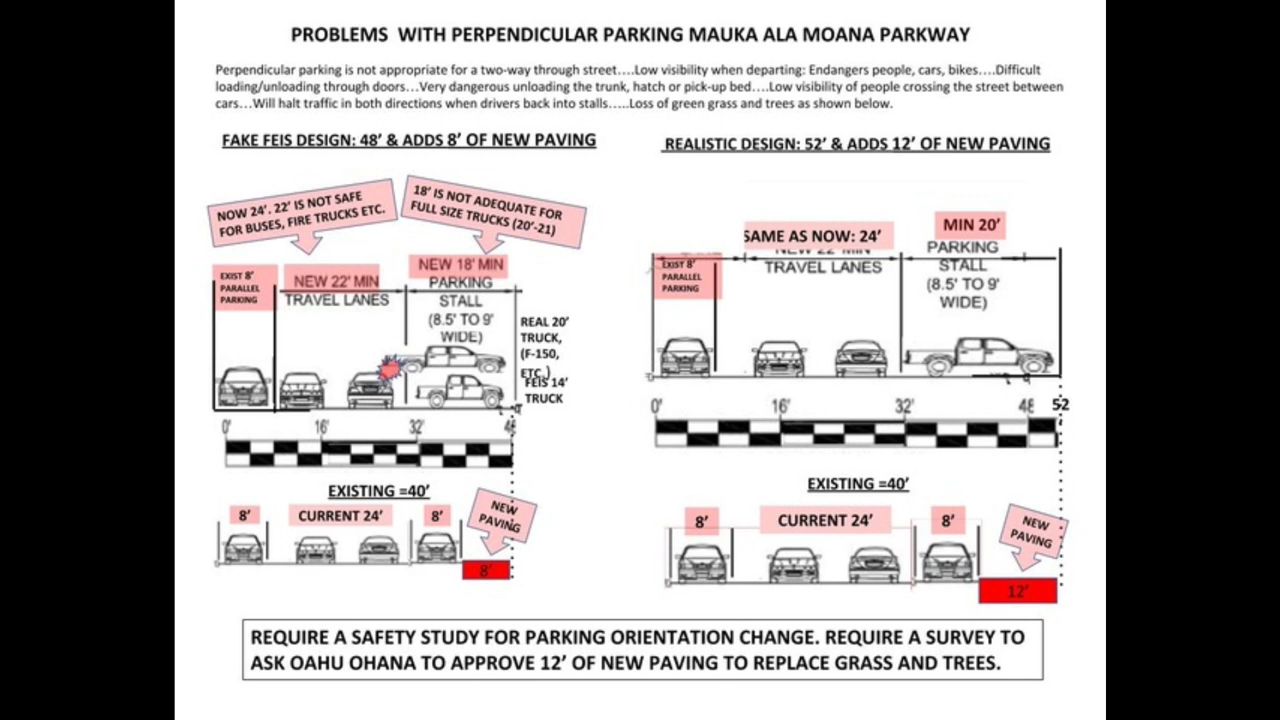 PROBLEMS WITH PERPENDICULAR PARKING MAUKA ALA MOANA PARKWAY
Perpendicular parking is not appropriate for a two-way through street….Low visibility when departing: Endangers people, cars, bikes….Difficult
loading/unloading through doors…Very dangerous unloading the trunk, hatch or pick-up bed….Low visibility of people crossing the street between
cars…Will halt traffic in both directions when drivers back into stalls…..Loss of green grass and trees as shown below.
FAKE FEIS DESIGN: 48’ & ADDS 8’ OF NEW PAVING
NOW 24’. 22’ IS NOT SAFE
FOR BUSES, FIRE TRUCKS ETC.
18’ IS NOT ADEQUATE FOR
FULL SIZE TRUCKS (20’-21)
EXIST 8’
PARALLEL
PARKING
NEW 22' MIN
TRAVEL LANES
NEW 18' MIN
PARKING
STALL
(8.5' TO 9'
WIDE)
REAL 20’
TRUCK,
(F-150,
ETC.)
FEIS 14’
TRUCK
0' 16' 32' 48
EXISTING =40’
8’ CURRENT 24’ 8’
NEW
PAVING
8’
REALISTIC DESIGN: 52’ & ADDS 12’ OF NEW PAVING
SAME AS NOW: 24’
MIN 20’
EXIST 8’
PARALLEL
PARKING
NEW 22' MIN
TRAVEL LANES
PARKING
STALL
(8.5' TO 9'
WIDE)
0' 16' 32' 48 52
EXISTING =40’
8’ CURRENT 24’ 8’
NEW
PAVING
12’
REQUIRE A SAFETY STUDY FOR PARKING ORIENTATION CHANGE. REQUIRE A SURVEY TO
ASK OAHU OHANA TO APPROVE 12’ OF NEW PAVING TO REPLACE GRASS AND TREES.